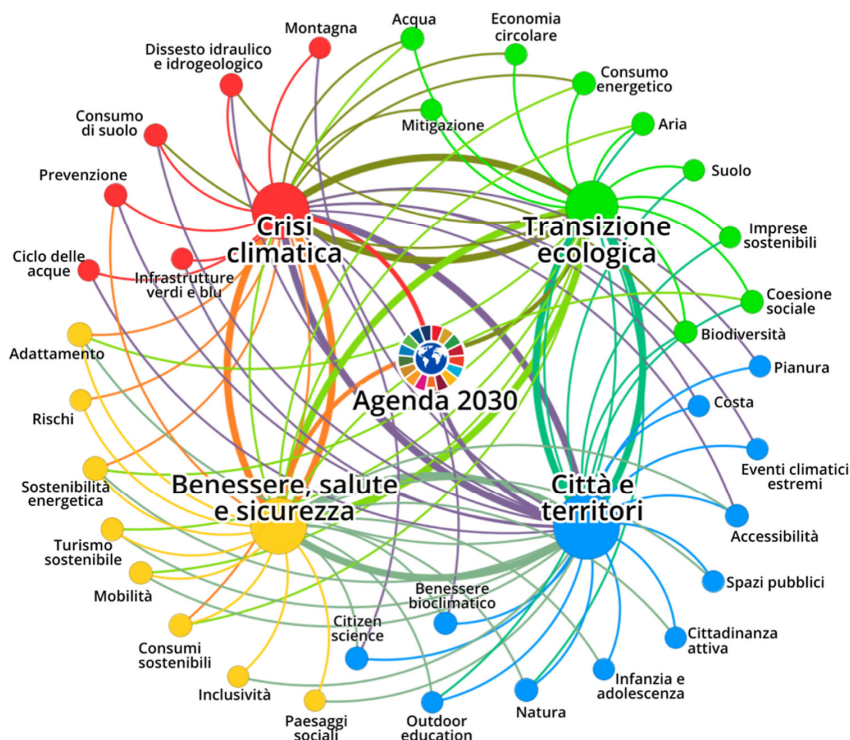 Montagna
Acqua
Economia
circolare
Dissesto idraulico
e idrogeologico
Consumo
energetico
Consumo
di suolo
Mitigazione
Aria
Prevenzione
Suolo
Crisi
climatica
Transizione
ecologica
Imprese
sostenibili
Ciclo delle
acque
Infrastrutture
verdi e blu
Coesione
sociale
Biodiversità
Adattamento
Pianura
Agenda 2030
Costa
Rischi
Eventi climatici
estremi
Sostenibilità
energetica
Benessere, salute
e sicurezza
Città e
territori
Accessibilità
Turismo
sostenibile
Spazi pubblici
Mobilità
Benessere
bioclimatico
Citizen
science
Cittadinanza
attiva
Consumi
sostenibili
Infanzia e
adolescenza
Inclusività
Natura
Paesaggi
sociali
Outdoor
education